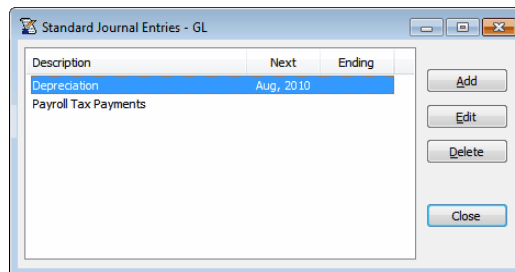 Standard Journal Entries - GL
Description Next Ending
Depreciation Aug, 2010
Payroll Tax Payments
Add
Edit
Delete
Close